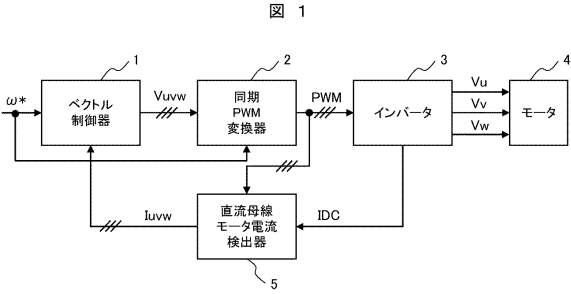 図 1
1
2
3
4
ω*
ベクトル
制御器
Vuvw
同期
PWM
変換器
PWM
インバータ
Vu
Vv
Vw
モータ
Iuvw
直流母線
モータ電流
検出器
IDC
5